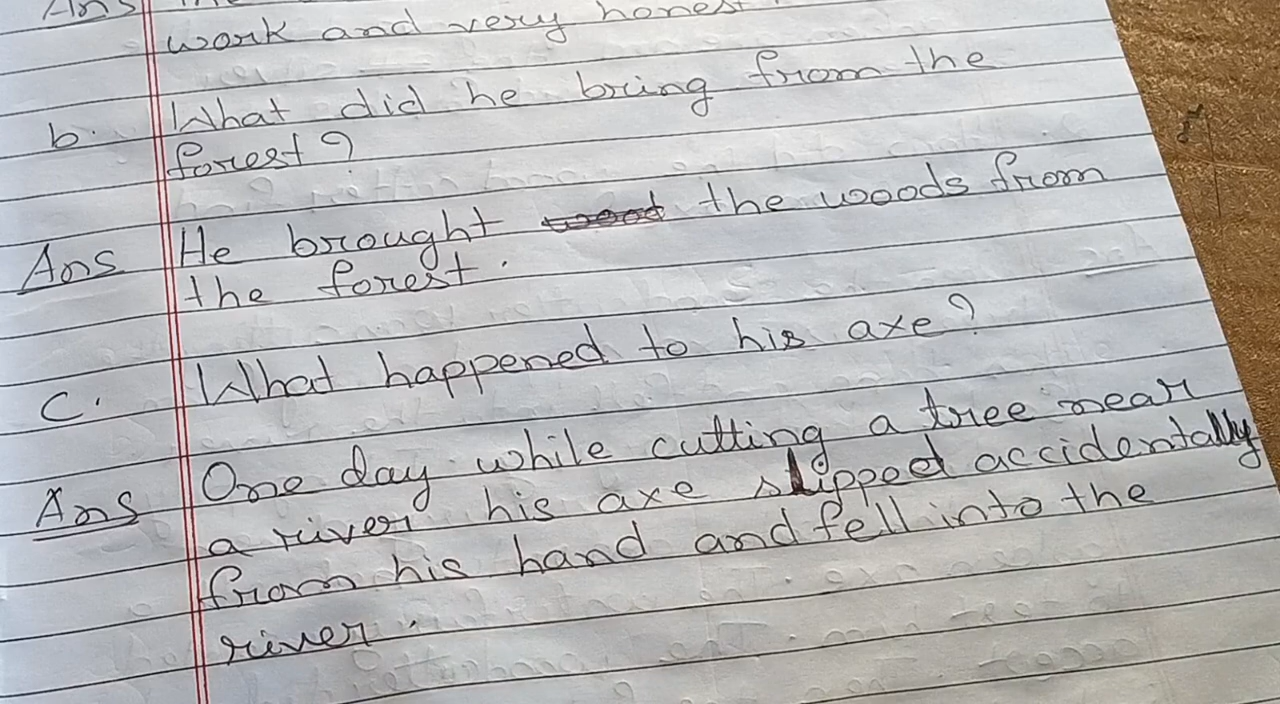 Ans the
work and very honest.
b. What did he bring from the
forest?
Ans He brought the woods from
the forest.
c. What happened to his axe?
Ans One day while cutting a tree near
a river his axe slipped accidentally
from his hand and fell into the
river.